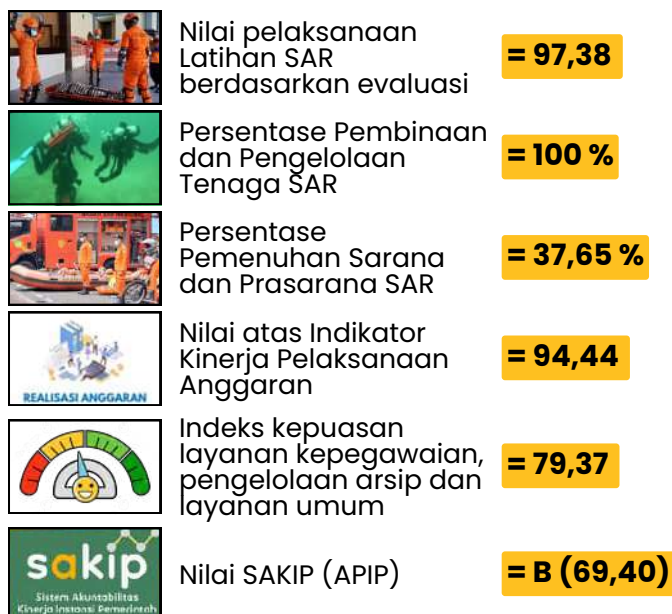 Nilai pelaksanaan
Latihan SAR
berdasarkan evaluasi
= 97,38
Persentase Pembinaan
dan Pengelolaan
Tenaga SAR
= 100 %
Persentase
Pemenuhan Sarana
dan Prasarana SAR
= 37,65 %
REALISASI ANGGARAN
Nilai atas Indikator
Kinerja Pelaksanaan
Anggaran
= 94,44
Indeks kepuasan
layanan kepegawaian,
pengelolaan arsip dan
layanan umum
= 79,37
sakip
Sistem Akuntabilitas
Kinerja Instansi Pemerintah
Nilai SAKIP (APIP)
= B (69,40)